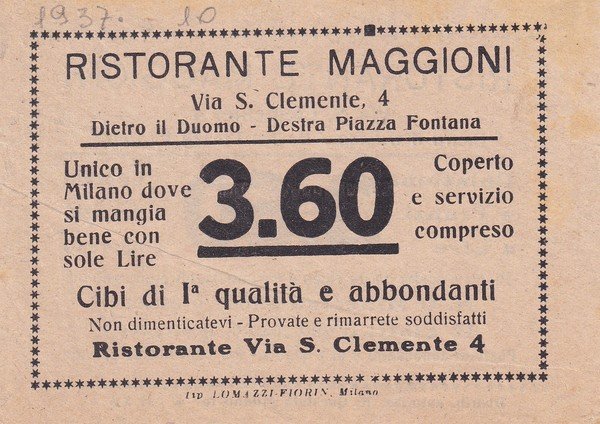 1937. - 10
RISTORANTE MAGGIONI
Via S. Clemente, 4
Dietro il Duomo - Destra Piazza Fontana
Unico in
Milano dove
si mangia
bene con
sole Lire
3.60
Coperto
e servizio
compreso
Cibi di Iª qualità e abbondanti
Non dimenticatevi - Provate e rimarrete soddisfatti
Ristorante Via S. Clemente 4
Tip LOMAZZI-FIORIN, Milano